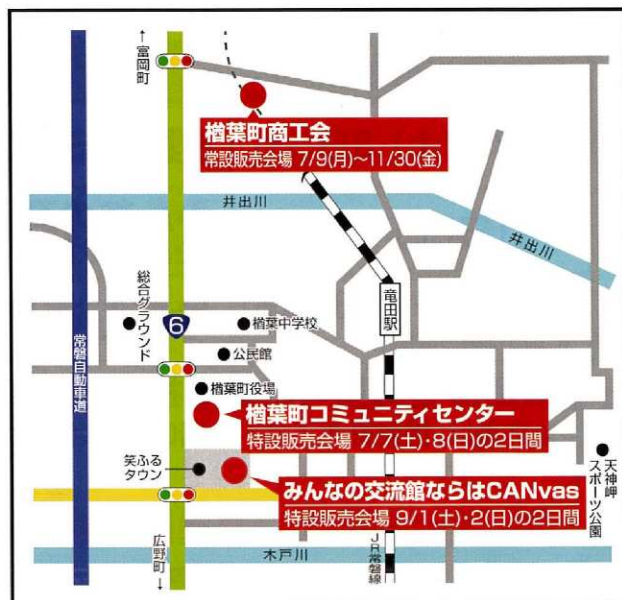 ↑富岡町
楢葉町商工会
常設販売会場 7/9(月)〜11/30(金)
井出川
井出川
総合グラウンド
6
楢葉中学校
竜田駅
公民館
常磐自動車道
楢葉町役場
楢葉町コミュニティセンター
特設販売会場 7/7(土)・8(日)の2日間
笑ふる
タウン
みんなの交流館ならはCANvas
特設販売会場 9/1(土)・2(日)の2日間
天神岬
スポーツ公園
広野町↓
木戸川
JR常磐線